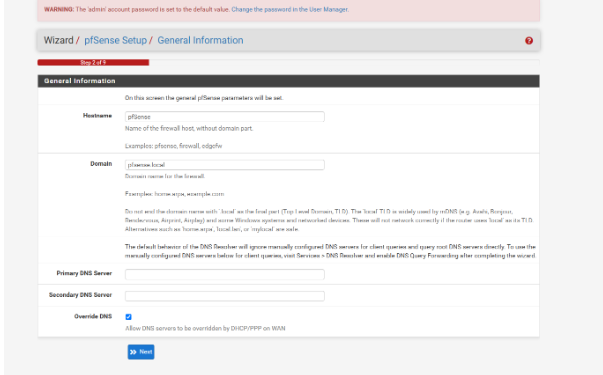 WARNING: The 'admin' account password is set to the default value. Change the password in the User Manager.
Wizard / pfSense Setup / General Information
Step 2 of 9
General Information
On this screen the general pfSense parameters will be set.
Hostname
pfSense
Name of the firewall host, without domain part.
Examples: pfsense, firewall, edgefw
Domain
pfsense.local
Domain name for the firewall.
Examples: home.arpa, example.com
Do not end the domain name with '.local' as the final part (Top Level Domain, TLD). The 'local' TLD is widely used by mDNS (e.g. Avahi, Bonjour,
Rendezvous, Airprint, Airplay) and some Windows systems and networked devices. These will not network correctly if the router uses 'local' as its TLD.
Alternatives such as 'home.arpa', 'local.lan', or 'mylocal' are safe.
The default behavior of the DNS Resolver will ignore manually configured DNS servers for client queries and query root DNS servers directly. To use the
manually configured DNS servers below for client queries, visit Services > DNS Resolver and enable DNS Query Forwarding after completing the wizard.
Primary DNS Server
Secondary DNS Server
Override DNS
Allow DNS servers to be overridden by DHCP/PPP on WAN
>> Next